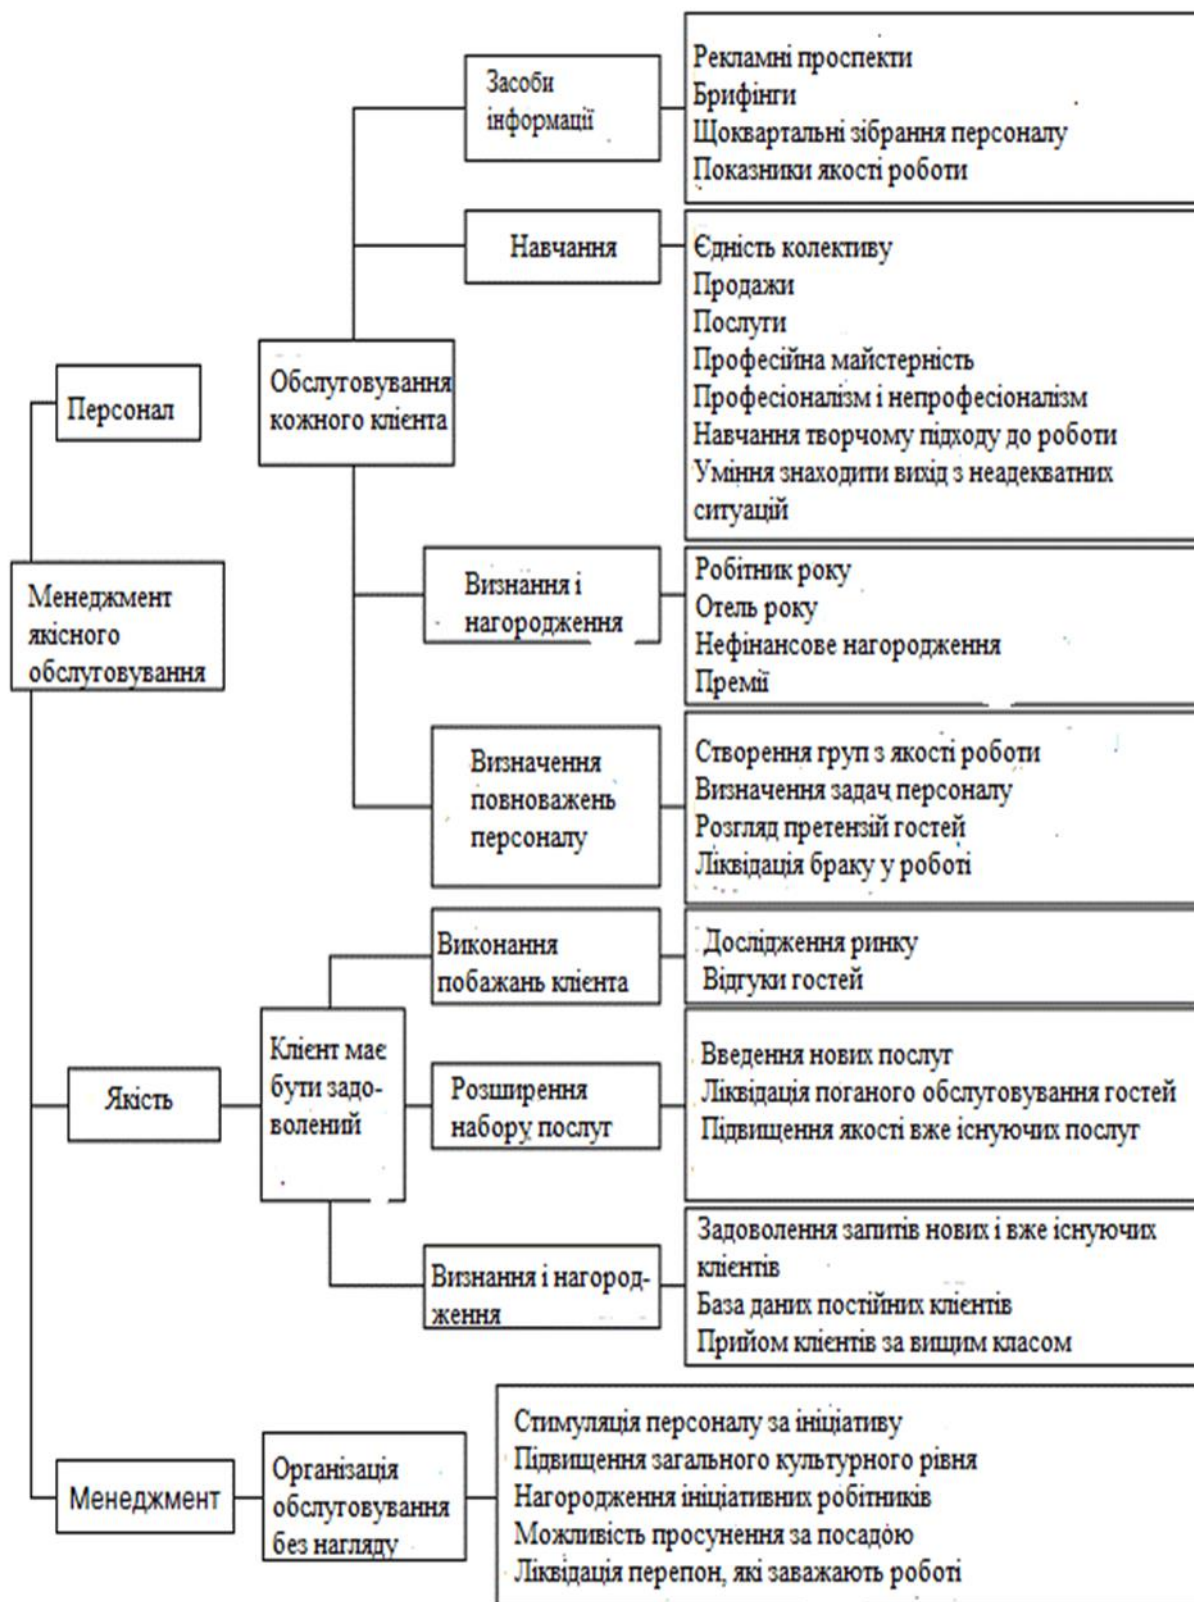 Засоби
інформації
Рекламні проспекти
Брифінги
Щоквартальні зібрання персоналу
Показники якості роботи
Навчання
Єдність колективу
Продажи
Послуги
Професійна майстерність
Професіоналізм і непрофесіоналізм
Навчання творчому підходу до роботи
Уміння знаходити вихід з неадекватних
ситуацій
Персонал
Обслуговування
кожного клієнта
Менеджмент
якісного
обслуговування
Визнання і
нагородження
Робітник року
Отель року
Нефінансове нагородження
Премії
Визначення
повноважень
персоналу
Створення груп з якості роботи
Визначення задач персоналу
Розгляд претензій гостей
Ліквідація браку у роботі
Виконання
побажань клієнта
Дослідження ринку
Відгуки гостей
Якість
Клієнт має
бути задо-
волений
Розширення
набору послуг
Введення нових послуг
Ліквідація поганого обслуговування гостей
Підвищення якості вже існуючих послуг
Визнання і нагород-
ження
Задоволення запитів нових і вже існуючих
клієнтів
База даних постійних клієнтів
Прийом клієнтів за вищим класом
Менеджмент
Організація
обслуговування
без нагляду
Стимуляція персоналу за ініціативу
Підвищення загального культурного рівня
Нагородження ініціативних робітників
Можливість просунення за посадою
Ліквідація перепон, які заважають роботі